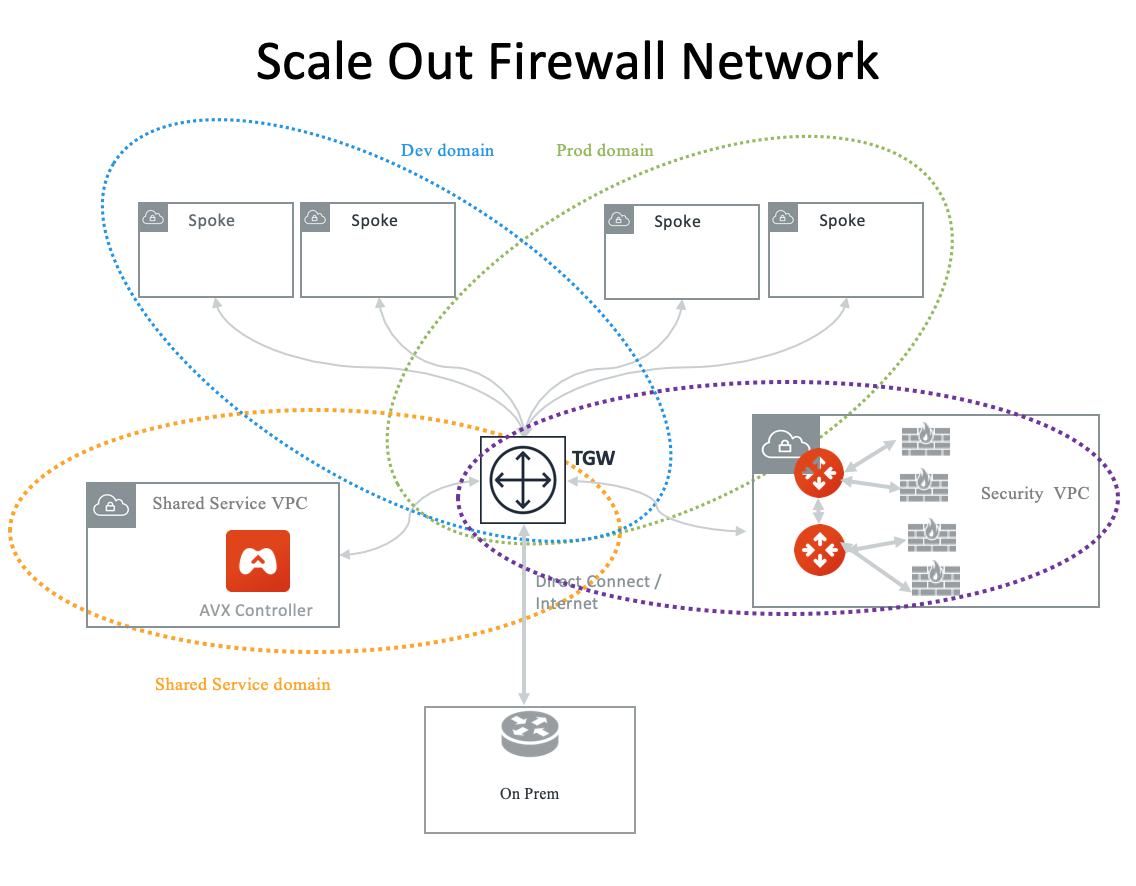 Scale Out Firewall Network
Dev domain
Prod domain
Spoke
Spoke
Spoke
Spoke
TGW
Shared Service VPC
Security VPC
AVX Controller
Direct Connect /
Internet
Shared Service domain
On Prem